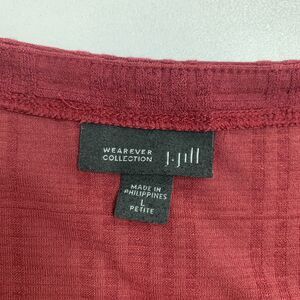 WEAREVER
COLLECTION
J.Jill
MADE IN
PHILIPPINES
L
PETITE